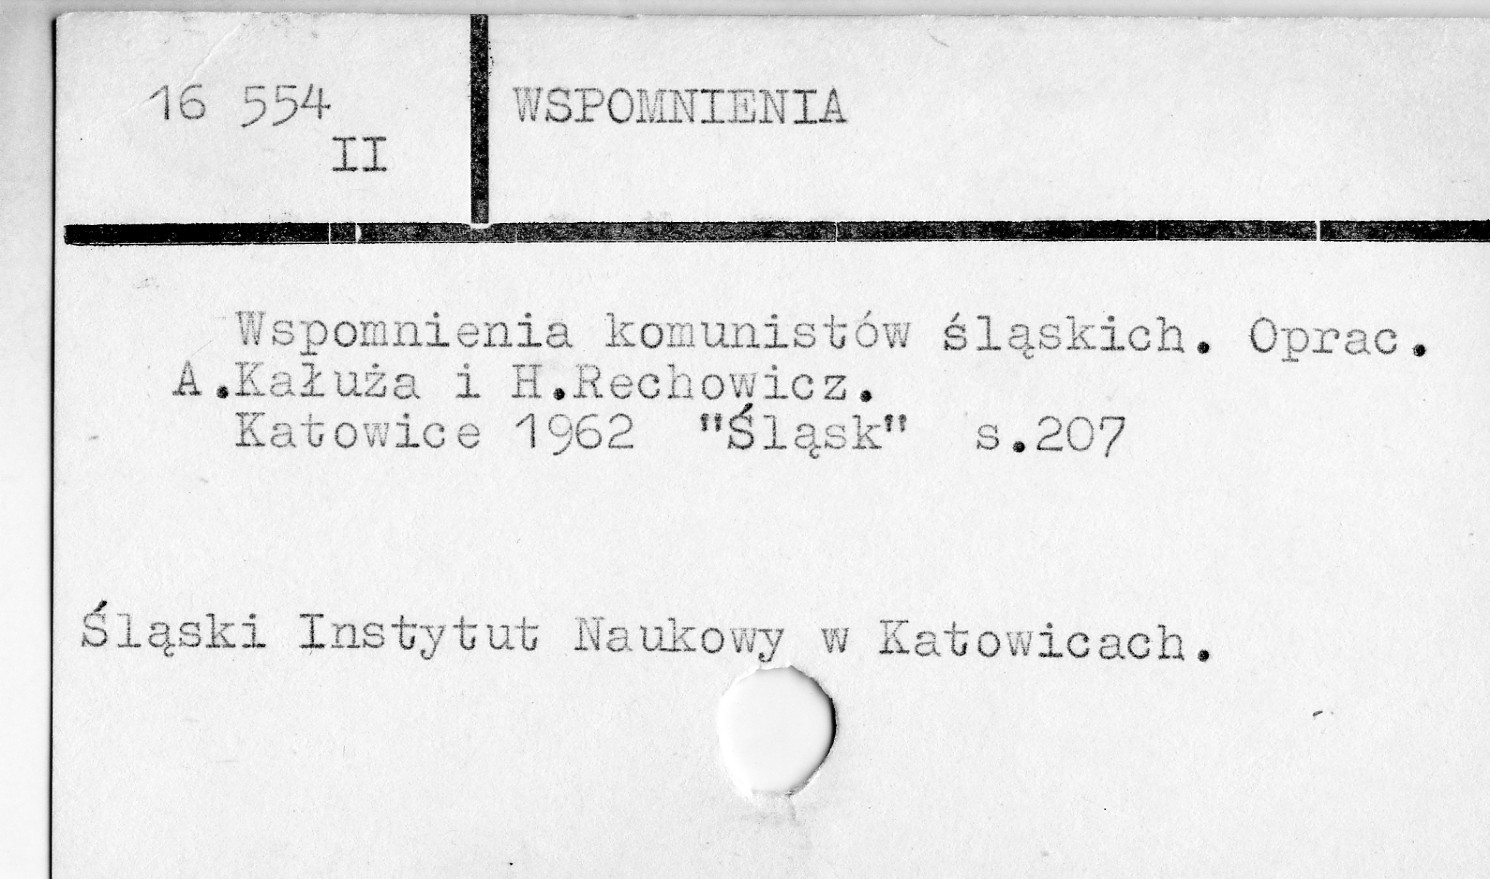 16 554
II
WSPOMNIENIA
Wspomnienia komunistów śląskich. Oprac.
A.Kałuża i H.Rechowicz.
Katowice 1962 "Śląsk" s.207
Śląski Instytut Naukowy w Katowicach.